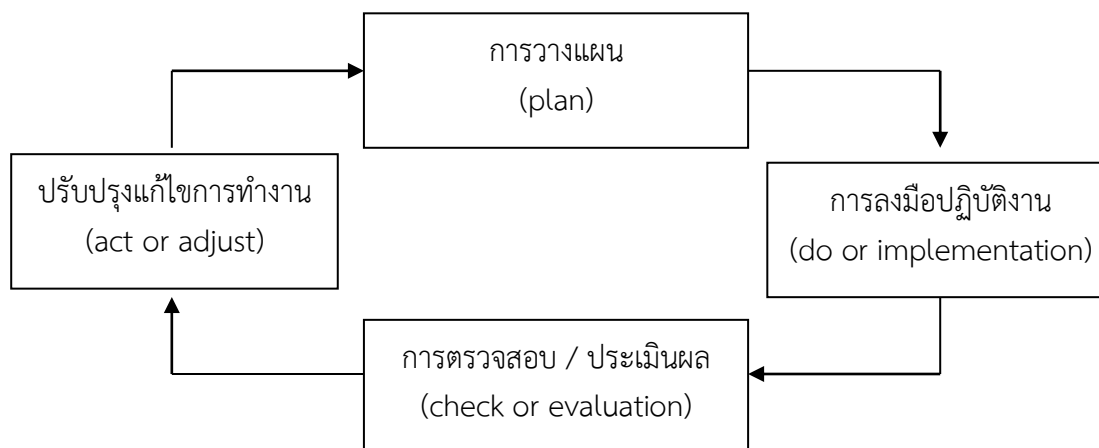 การวางแผน
(plan)
ปรับปรุงแก้ไขการทำงาน
(act or adjust)
การลงมือปฏิบัติงาน
(do or implementation)
การตรวจสอบ / ประเมินผล
(check or evaluation)